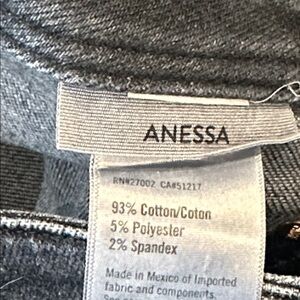 ANESSA
RN#27002 CA#51217
93% Cotton/Coton
5% Polyester
2% Spandex
Made in Mexico of Imported
fabric and components.